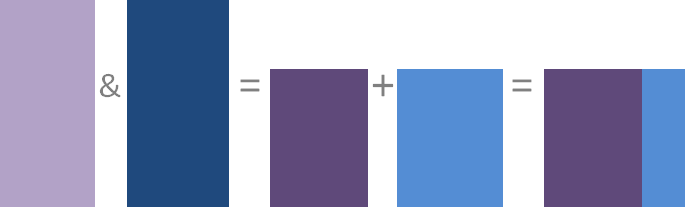 & = + =